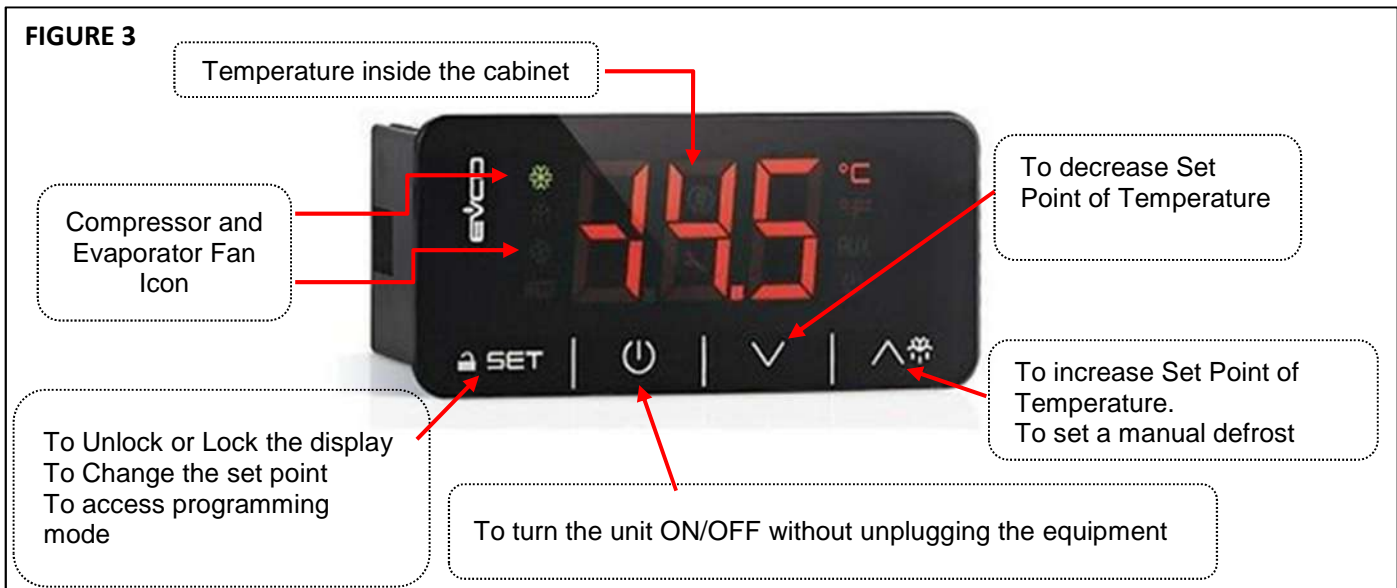 FIGURE 3
Temperature inside the cabinet
EVCO
-14.5 °C
AUX
SET
Compressor and
Evaporator Fan
Icon
To decrease Set
Point of Temperature
To increase Set Point of
Temperature.
To set a manual defrost
To Unlock or Lock the display
To Change the set point
To access programming
mode
To turn the unit ON/OFF without unplugging the equipment